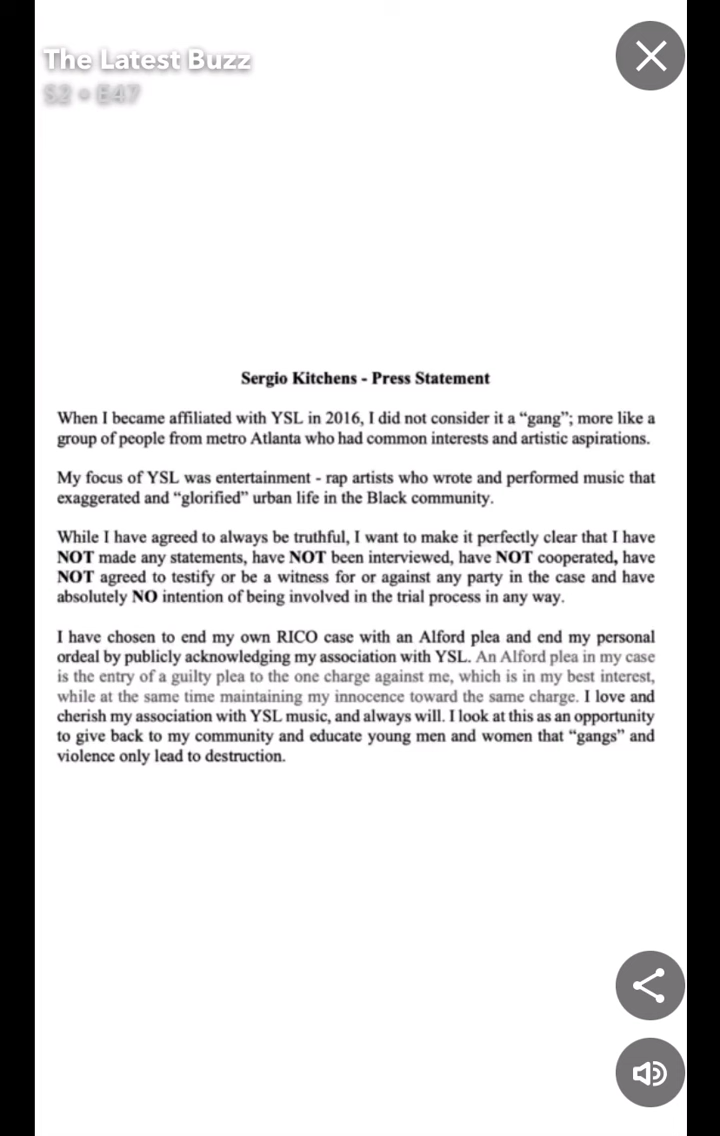 The Latest Buzz
S2 • E47
Sergio Kitchens - Press Statement
When I became affiliated with YSL in 2016, I did not consider it a “gang”; more like a
group of people from metro Atlanta who had common interests and artistic aspirations.
My focus of YSL was entertainment - rap artists who wrote and performed music that
exaggerated and “glorified” urban life in the Black community.
While I have agreed to always be truthful, I want to make it perfectly clear that I have
NOT made any statements, have NOT been interviewed, have NOT cooperated, have
NOT agreed to testify or be a witness for or against any party in the case and have
absolutely NO intention of being involved in the trial process in any way.
I have chosen to end my own RICO case with an Alford plea and end my personal
ordeal by publicly acknowledging my association with YSL. An Alford plea in my case
is the entry of a guilty plea to the one charge against me, which is in my best interest,
while at the same time maintaining my innocence toward the same charge. I love and
cherish my association with YSL music, and always will. I look at this as an opportunity
to give back to my community and educate young men and women that “gangs” and
violence only lead to destruction.